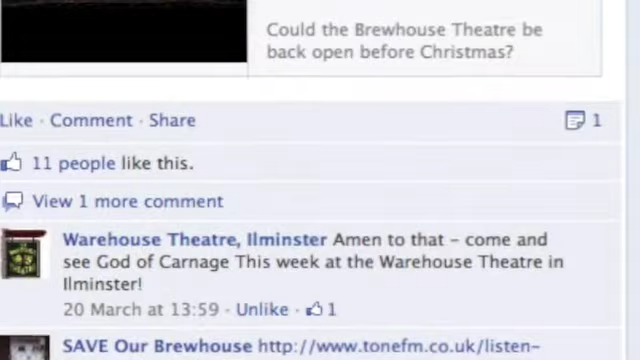 Could the Brewhouse Theatre be
back open before Christmas?
Like · Comment · Share
1
11 people like this.
View 1 more comment
Warehouse Theatre, Ilminster Amen to that – come and
see God of Carnage This week at the Warehouse Theatre in
Ilminster!
20 March at 13:59 · Unlike · 1
SAVE Our Brewhouse http://www.tonefm.co.uk/listen-